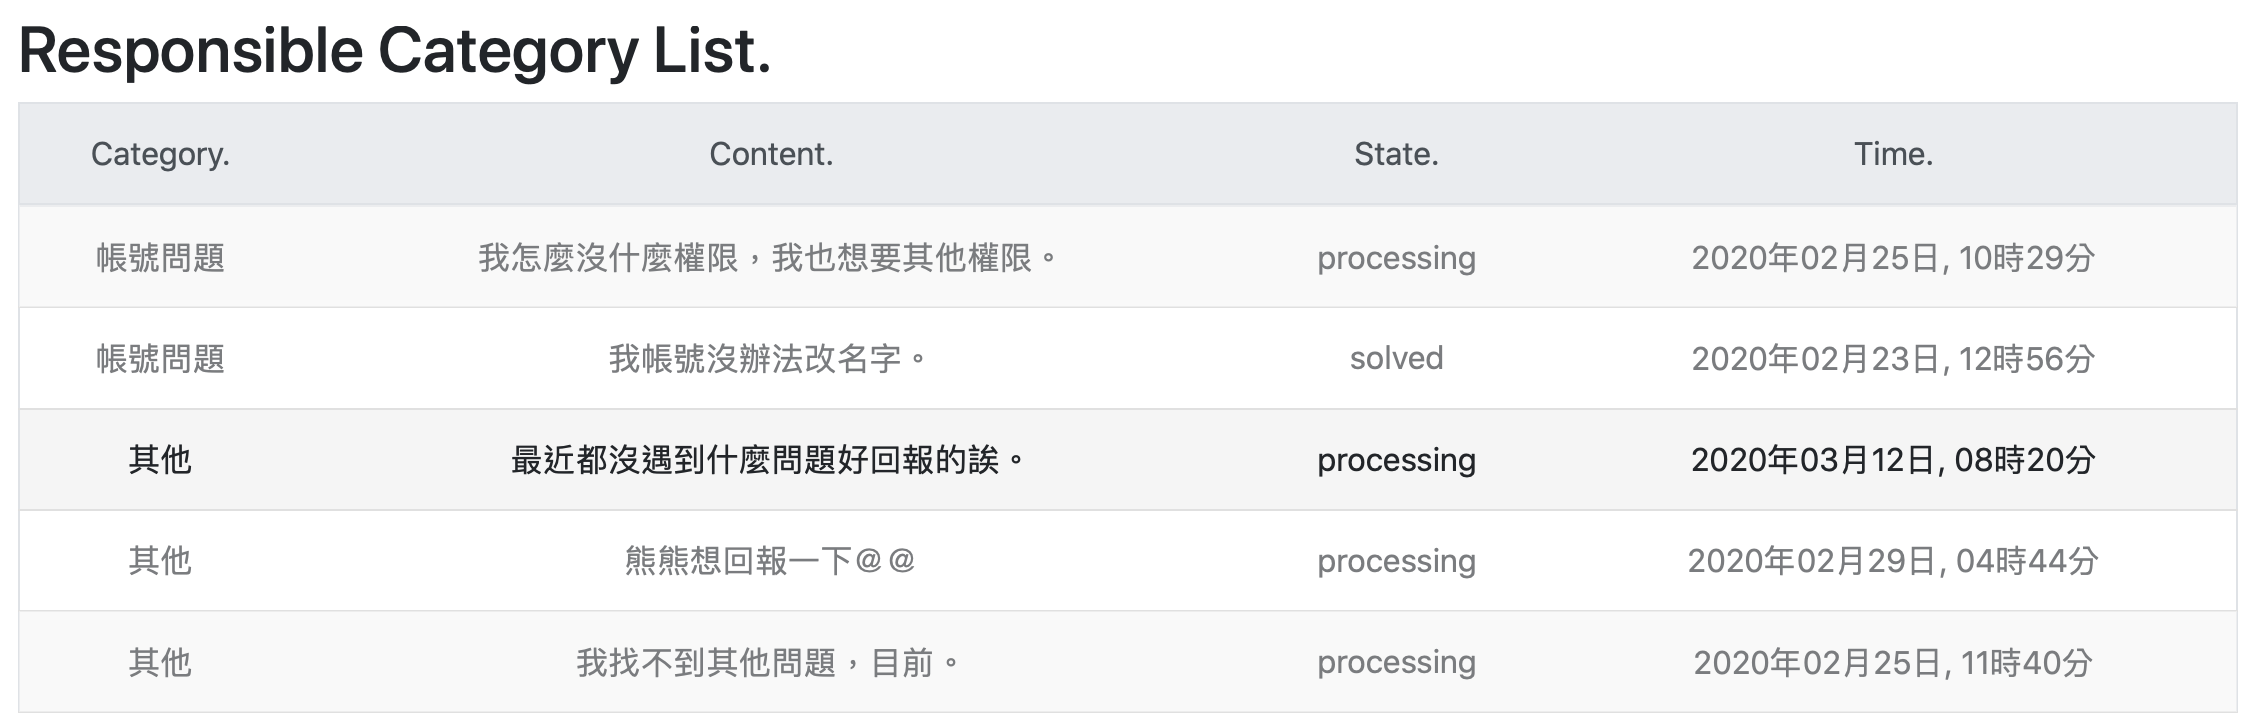 Responsible Category List.
Category. Content. State. Time.
帳號問題 我怎麼沒什麼權限，我也想要其他權限。 processing 2020年02月25日, 10時29分
帳號問題 我帳號沒辦法改名字。 solved 2020年02月23日, 12時56分
其他 最近都沒遇到什麼問題好回報的誒。 processing 2020年03月12日, 08時20分
其他 熊熊想回報一下@@ processing 2020年02月29日, 04時44分
其他 我找不到其他問題，目前。 processing 2020年02月25日, 11時40分